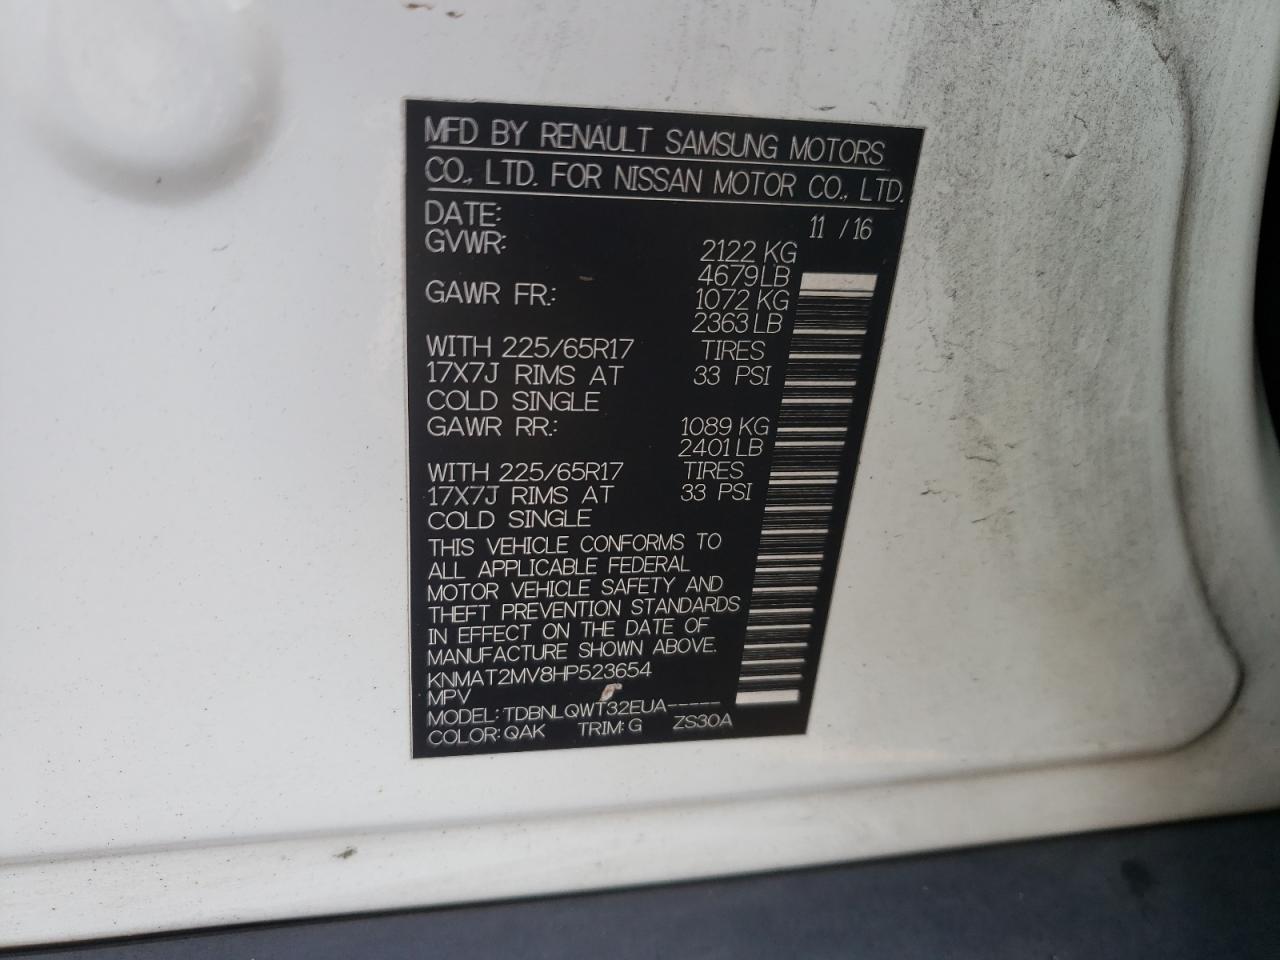 MFD BY RENAULT SAMSUNG MOTORS
CO., LTD. FOR NISSAN MOTOR CO., LTD.
DATE: 11 / 16
GVWR: 2122 KG
4679 LB
GAWR FR.: 1072 KG
2363 LB
WITH 225/65R17 TIRES
17X7J RIMS AT 33 PSI
COLD SINGLE
GAWR RR.: 1089 KG
2401 LB
WITH 225/65R17 TIRES
17X7J RIMS AT 33 PSI
COLD SINGLE
THIS VEHICLE CONFORMS TO
ALL APPLICABLE FEDERAL
MOTOR VEHICLE SAFETY AND
THEFT PREVENTION STANDARDS
IN EFFECT ON THE DATE OF
MANUFACTURE SHOWN ABOVE.
KNMAT2MV8HP523654
MPV
MODEL: TDBNLQWT32EUA-----
COLOR: QAK TRIM: G ZS30A